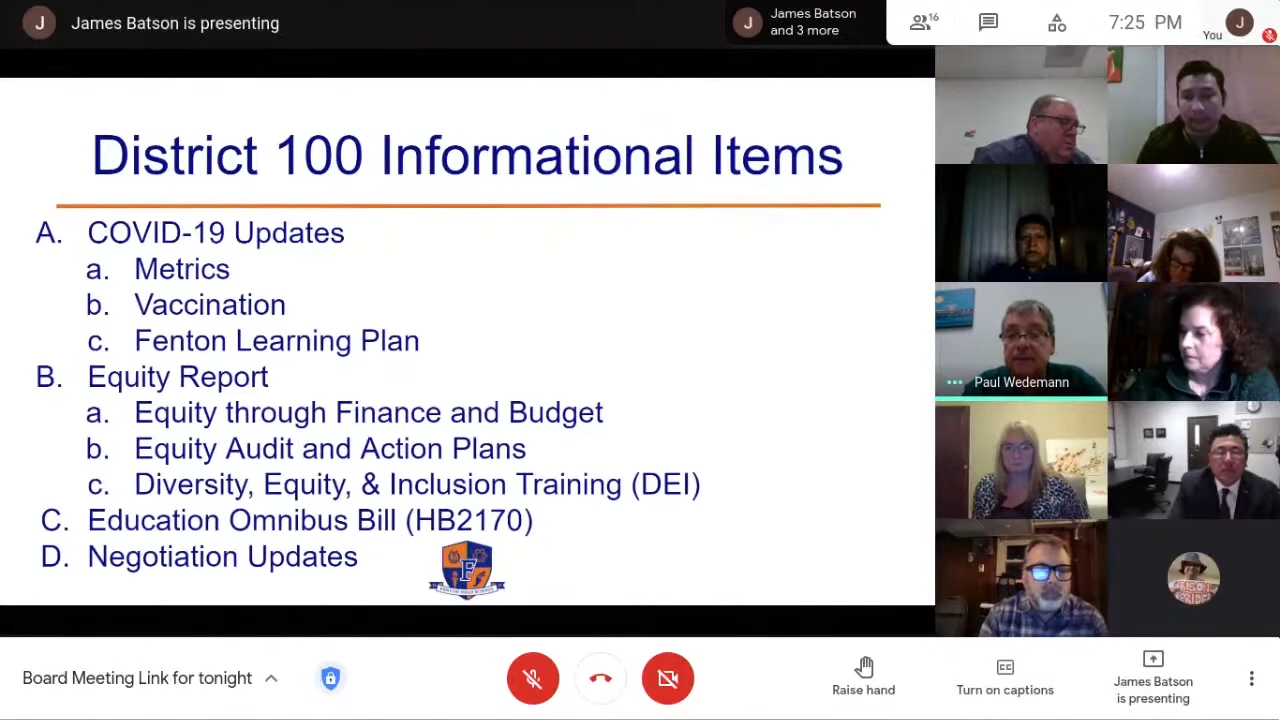 J James Batson is presenting
J James Batson
and 3 more
16
7:25 PM
You
J
District 100 Informational Items
A. COVID-19 Updates
a. Metrics
b. Vaccination
c. Fenton Learning Plan
B. Equity Report
a. Equity through Finance and Budget
b. Equity Audit and Action Plans
c. Diversity, Equity, & Inclusion Training (DEI)
C. Education Omnibus Bill (HB2170)
D. Negotiation Updates
F
Paul Wedemann
Board Meeting Link for tonight
Raise hand
CC
Turn on captions
James Batson
is presenting